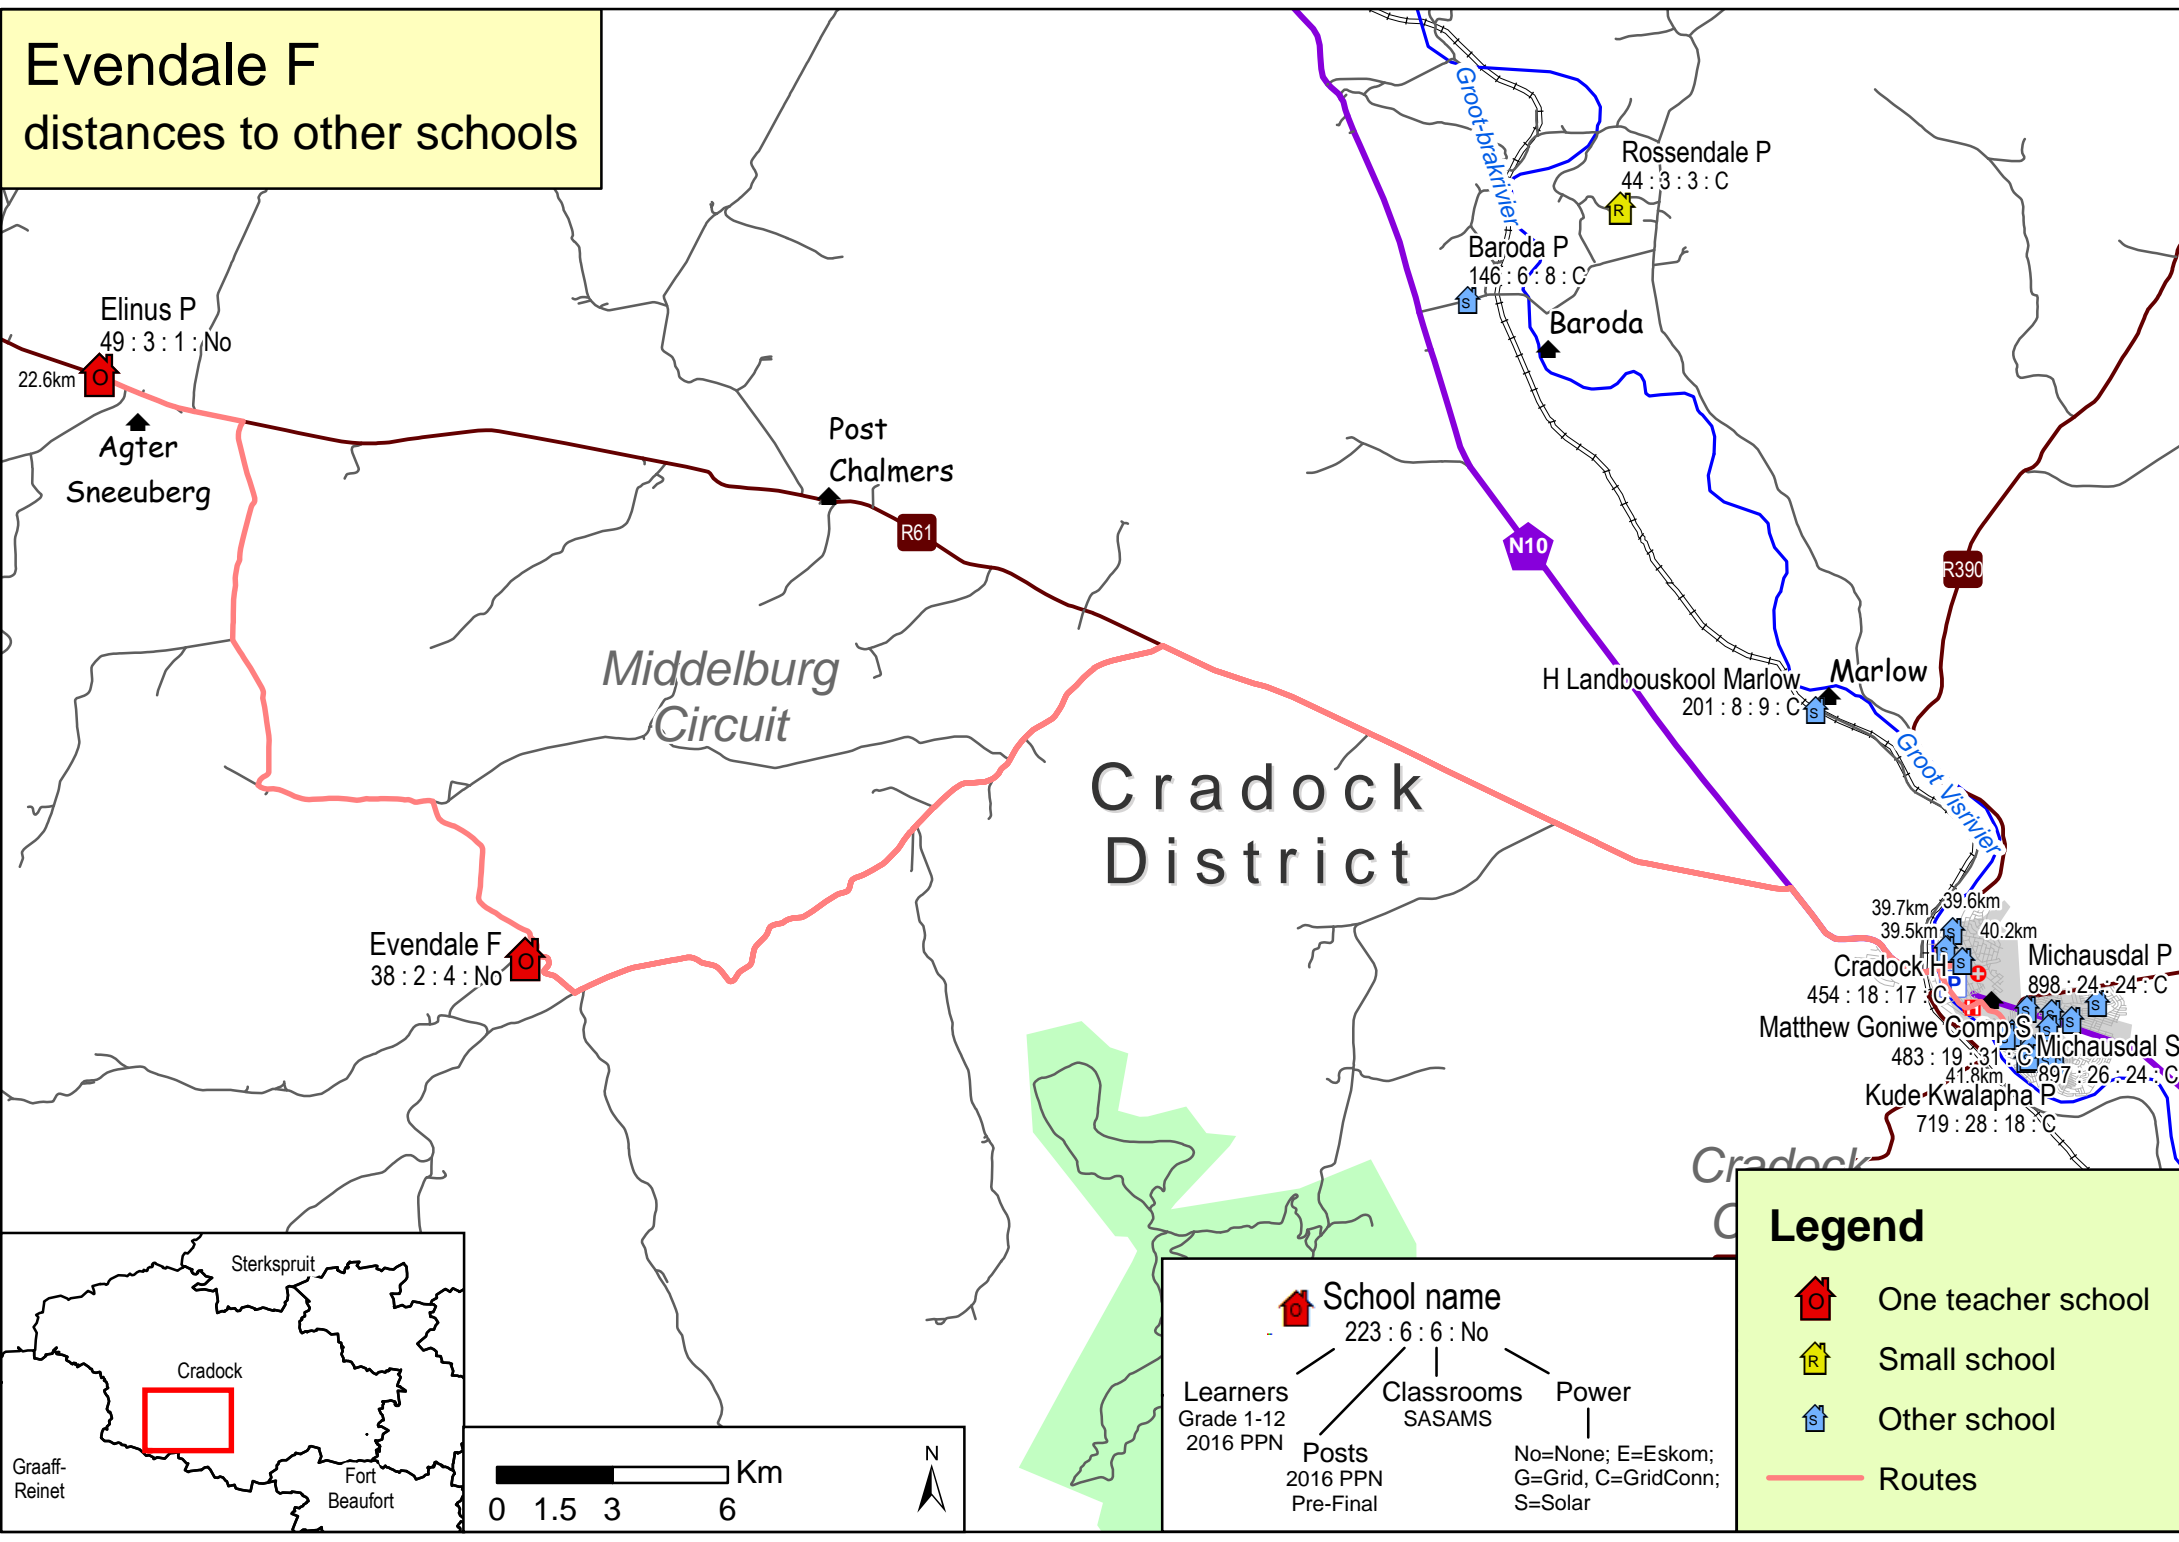 Evendale F
distances to other schools
Groot-brakrivier
Rossendale P
44 : 3 : 3 : C
R
Baroda P
146 : 6 : 8 : C
S
Baroda
Elinus P
49 : 3 : 1 : No
22.6km
O
Agter
Sneeuberg
Post
Chalmers
R61
N10
R390
Middelburg
Circuit
H Landbouskool Marlow
201 : 8 : 9 : C
S
Marlow
Groot Visrivier
Cradock
District
Evendale F
38 : 2 : 4 : No
O
39.7km
39.6km
39.5km
40.2km
S
S
S
Cradock H
454 : 18 : 17 : C
Michausdal P
898 : 24 : 24 : C
S
S
S
S
S
Matthew Goniwe Comp S
483 : 19 : 31 : C
Michausdal S
897 : 26 : 24 : C
41.8km
Kude Kwalapha P
719 : 28 : 18 : C
Cradock
C
Sterkspruit
Cradock
Graaff-
Reinet
Fort
Beaufort
Km
0 1.5 3 6
N
O
School name
223 : 6 : 6 : No
Learners
Grade 1-12
2016 PPN
Posts
2016 PPN
Pre-Final
Classrooms
SASAMS
Power
No=None; E=Eskom;
G=Grid, C=GridConn;
S=Solar
Legend
O One teacher school
R Small school
S Other school
Routes